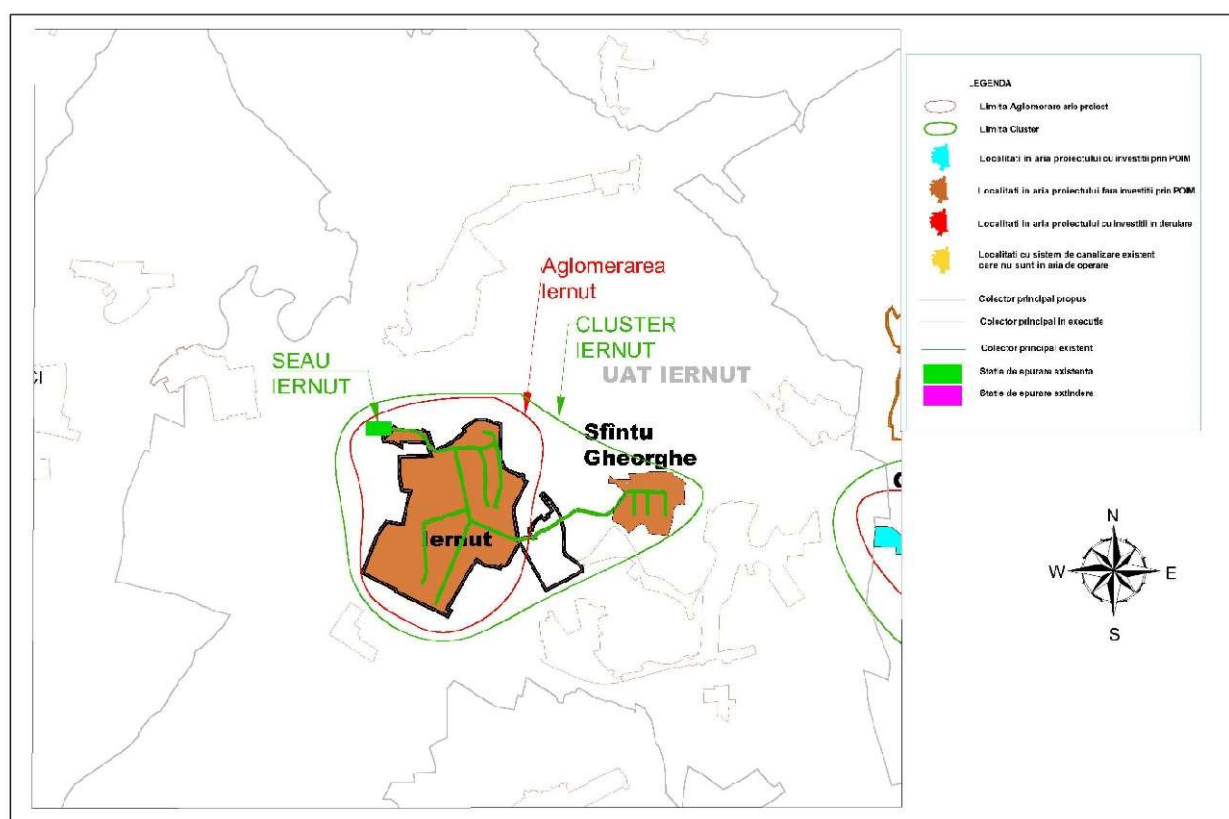 Aglomerarea
Iernut
CLUSTER
IERNUT
UAT IERNUT
SEAU
IERNUT
Sfîntu
Gheorghe
Iernut
LEGENDA
Limita Aglomerare arie proiect
Limita Cluster
Localitati in aria proiectului cu investitii prin POIM
Localitati in aria proiectului fara investitii prin POIM
Localitati in aria proiectului cu investitii in derulare
Localitati cu sistem de canalizare existent
care nu sunt in aria de operare
Colector principal propus
Colector principal in executie
Colector principal existent
Statie de epurare existenta
Statie de epurare extindere
N
W
E
S